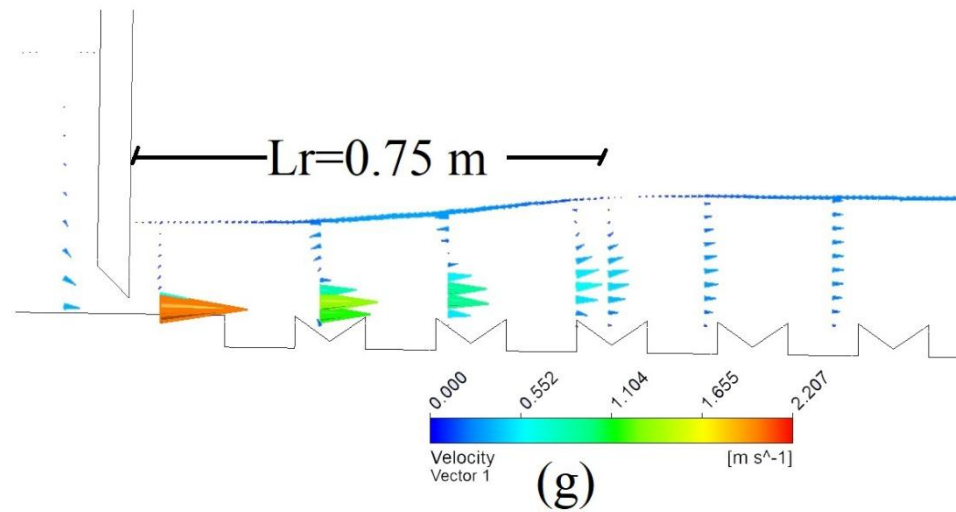 Lr=0.75 m
0.000
0.552
1.104
1.655
2.207
Velocity
Vector 1
[m s^-1]
(g)